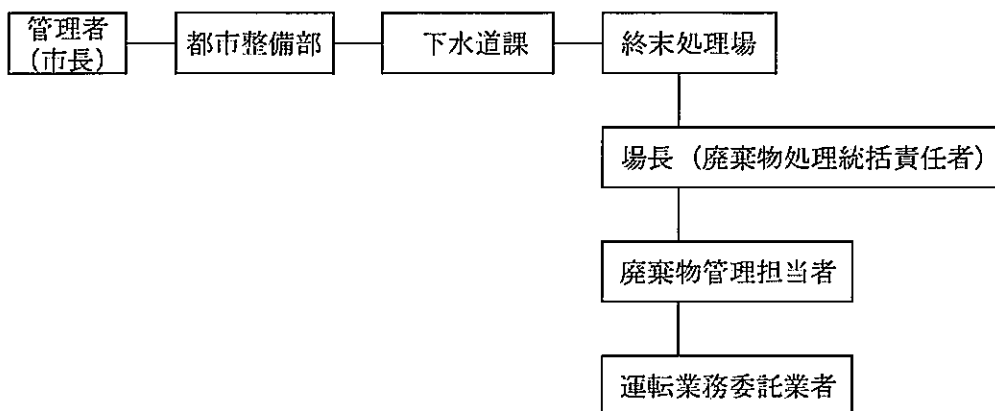 管理者
(市長)
都市整備部
下水道課
終末処理場
場長(廃棄物処理統括責任者)
廃棄物管理担当者
運転業務委託業者